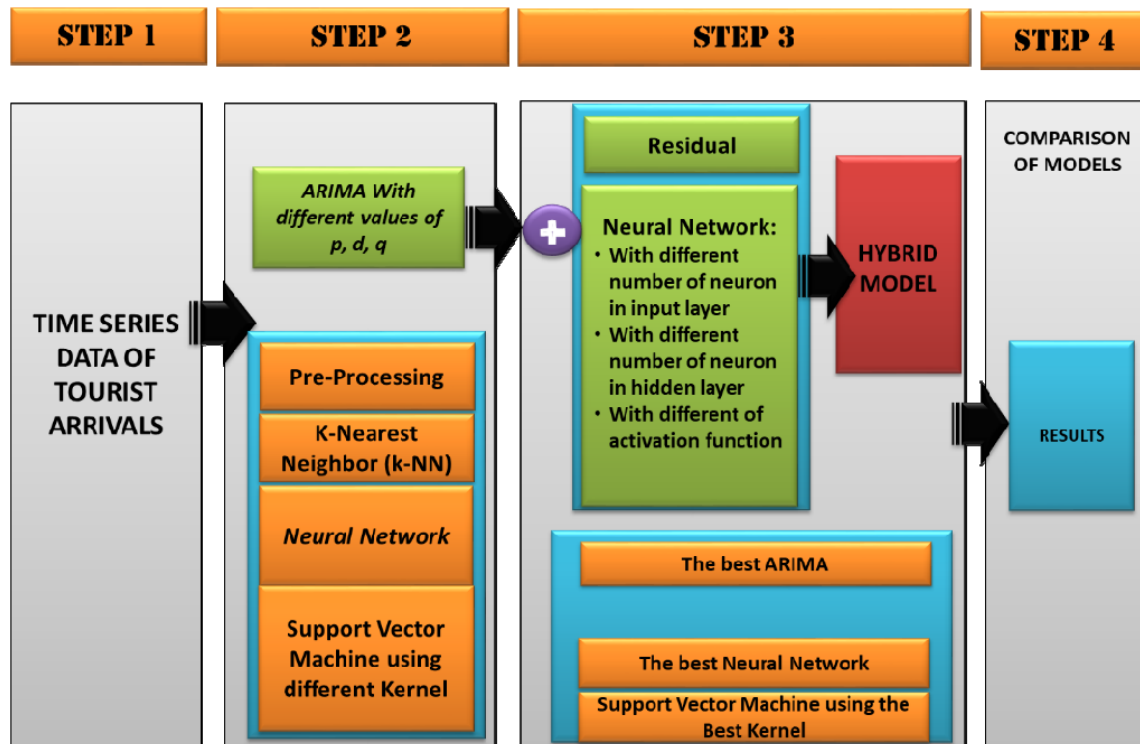 STEP 1
STEP 2
STEP 3
STEP 4
TIME SERIES
DATA OF
TOURIST
ARRIVALS
ARIMA With
different values of
p, d, q
Pre-Processing
K-Nearest
Neighbor (k-NN)
Neural Network
Support Vector
Machine using
different Kernel
+
Residual
Neural Network:
• With different
number of neuron
in input layer
• With different
number of neuron
in hidden layer
• With different of
activation function
HYBRID
MODEL
The best ARIMA
The best Neural Network
Support Vector Machine using the
Best Kernel
COMPARISON
OF MODELS
RESULTS